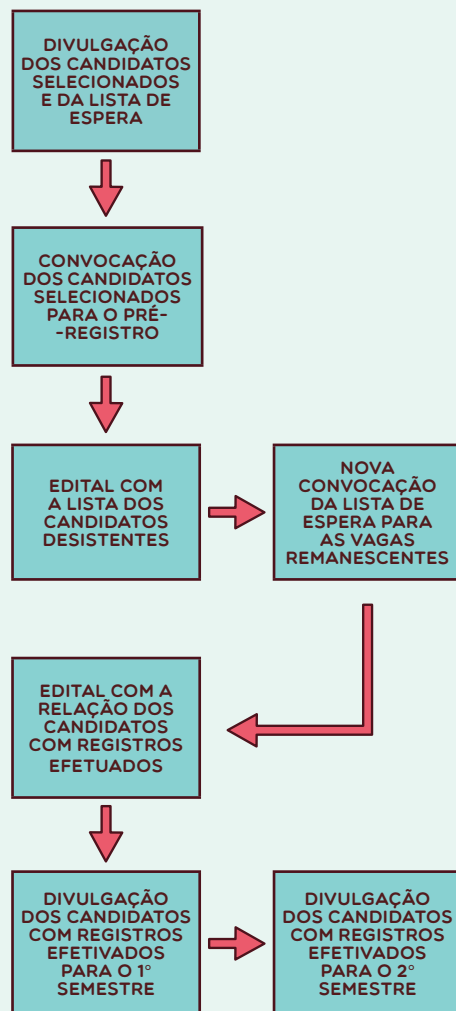 DIVULGAÇÃO
DOS CANDIDATOS
SELECIONADOS
E DA LISTA DE
ESPERA
CONVOCAÇÃO
DOS CANDIDATOS
SELECIONADOS
PARA O PRÉ-
-REGISTRO
EDITAL COM
A LISTA DOS
CANDIDATOS
DESISTENTES
NOVA
CONVOCAÇÃO
DA LISTA DE
ESPERA PARA
AS VAGAS
REMANESCENTES
EDITAL COM A
RELAÇÃO DOS
CANDIDATOS
COM REGISTROS
EFETUADOS
DIVULGAÇÃO
DOS CANDIDATOS
COM REGISTROS
EFETIVADOS
PARA O 1°
SEMESTRE
DIVULGAÇÃO
DOS CANDIDATOS
COM REGISTROS
EFETIVADOS
PARA O 2°
SEMESTRE